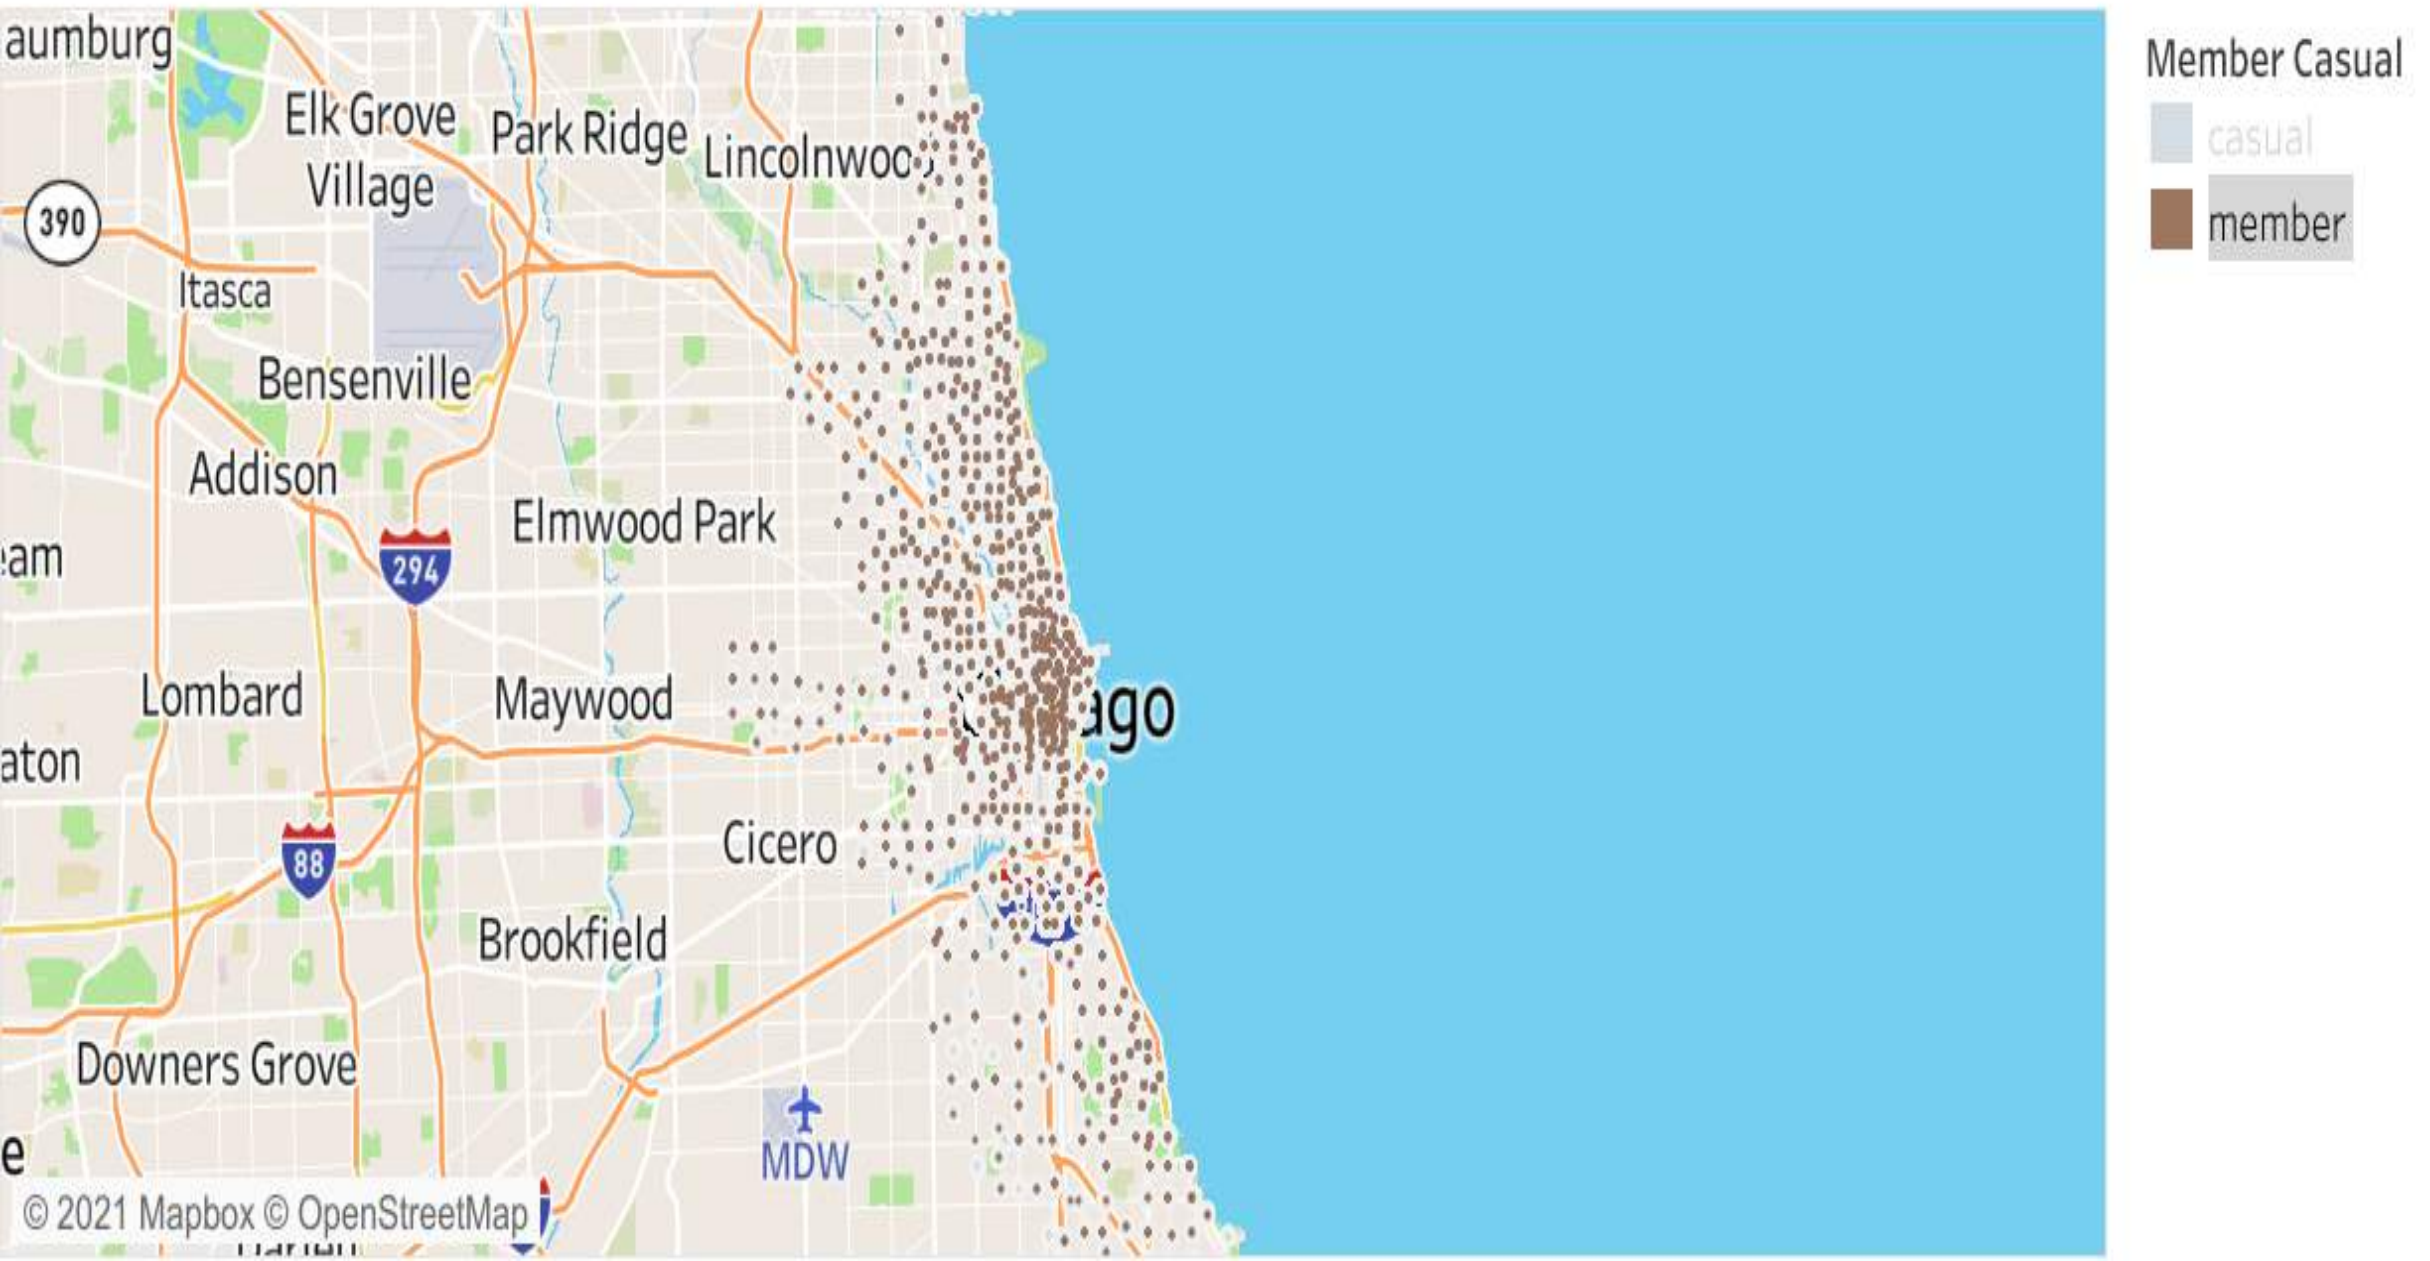 aumburg
Member Casual
casual
member
Elk Grove
Village
Park Ridge
Lincolnwoo
390
Itasca
Bensenville
Addison
Elmwood Park
eam
294
Lombard
Maywood
ago
aton
Cicero
88
Brookfield
Downers Grove
MDW
e
© 2021 Mapbox © OpenStreetMap